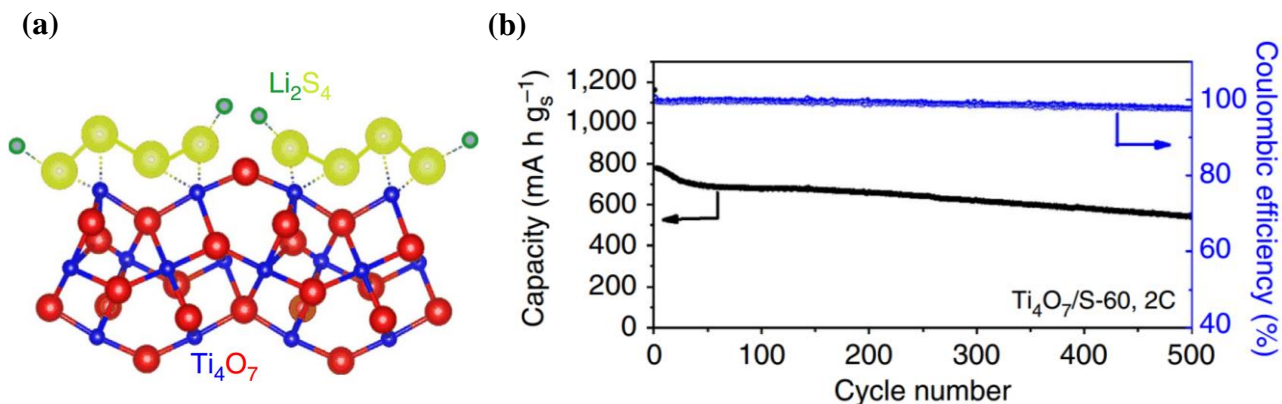 (a)
Li₂S₄
Ti₄O₇
(b)
Capacity (mA h gₛ⁻¹)
1,200
1,000
800
600
400
200
0
0
100
200
300
400
500
Cycle number
Ti₄O₇/S-60, 2C
100
80
60
40
Coulombic efficiency (%)